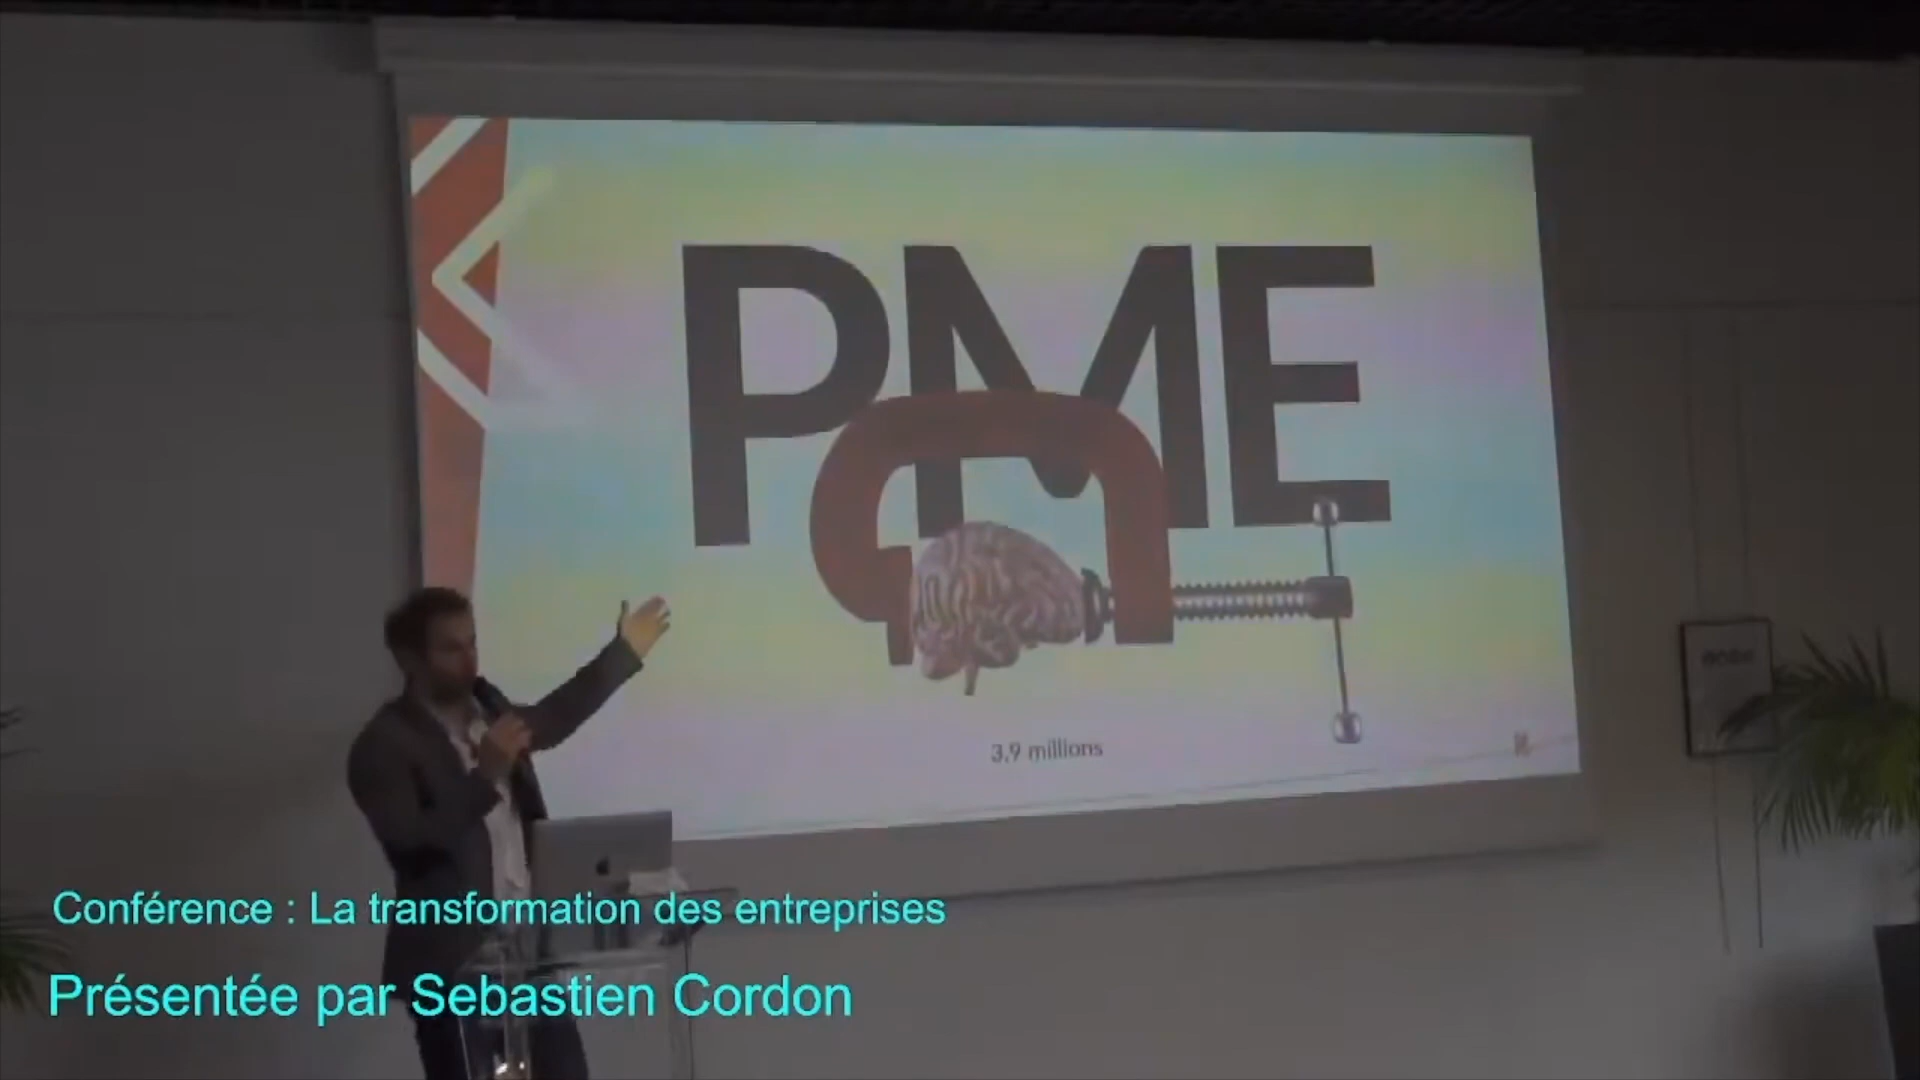 PME
3,9 millions
Conférence : La transformation des entreprises
Présentée par Sebastien Cordon